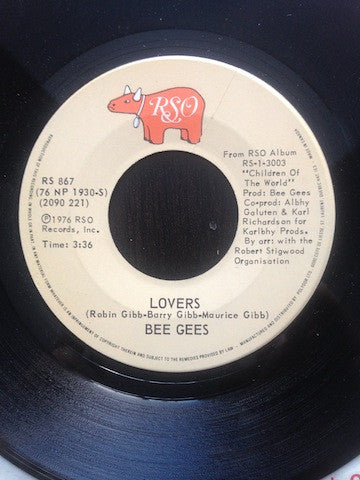 RSO
RS 867
(76 NP 1930-S)
(2090 221)
Ⓟ1976 RSO
Records, Inc.
Time: 3:36
From RSO Album
RS-1-3003
"Children Of
The World"
Prod: Bee Gees
Co-prod: Albhy
Galuten & Karl
Richardson for
Karlbhy Prods.
By arr: with the
Robert Stigwood
Organisation
LOVERS
(Robin Gibb-Barry Gibb-Maurice Gibb)
BEE GEES